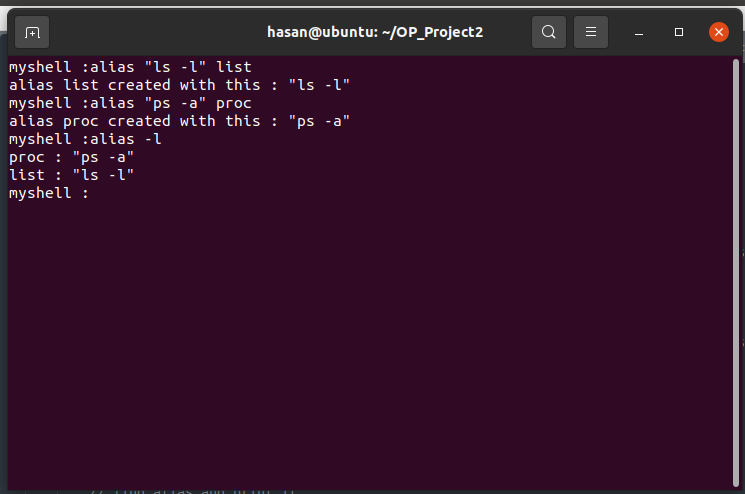 hasan@ubuntu: ~/OP_Project2
myshell :alias "ls -l" list
alias list created with this : "ls -l"
myshell :alias "ps -a" proc
alias proc created with this : "ps -a"
myshell :alias -l
proc : "ps -a"
list : "ls -l"
myshell :